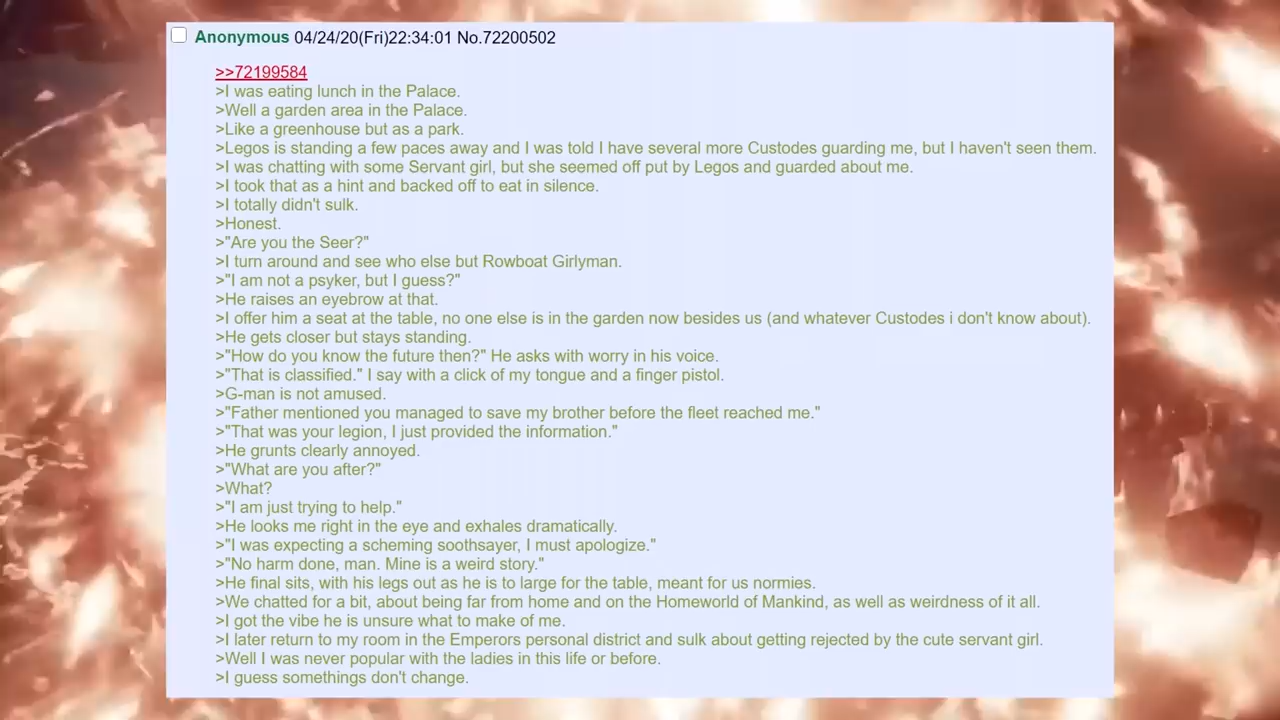 Anonymous 04/24/20(Fri)22:34:01 No.72200502
>>72199584
>I was eating lunch in the Palace.
>Well a garden area in the Palace.
>Like a greenhouse but as a park.
>Legos is standing a few paces away and I was told I have several more Custodes guarding me, but I haven't seen them.
>I was chatting with some Servant girl, but she seemed off put by Legos and guarded about me.
>I took that as a hint and backed off to eat in silence.
>I totally didn't sulk.
>Honest.
>"Are you the Seer?"
>I turn around and see who else but Rowboat Girlyman.
>"I am not a psyker, but I guess?"
>He raises an eyebrow at that.
>I offer him a seat at the table, no one else is in the garden now besides us (and whatever Custodes i don't know about).
>He gets closer but stays standing.
>"How do you know the future then?" He asks with worry in his voice.
>"That is classified." I say with a click of my tongue and a finger pistol.
>G-man is not amused.
>"Father mentioned you managed to save my brother before the fleet reached me."
>"That was your legion, I just provided the information."
>He grunts clearly annoyed.
>"What are you after?"
>What?
>"I am just trying to help."
>He looks me right in the eye and exhales dramatically.
>"I was expecting a scheming soothsayer, I must apologize."
>"No harm done, man. Mine is a weird story."
>He final sits, with his legs out as he is to large for the table, meant for us normies.
>We chatted for a bit, about being far from home and on the Homeworld of Mankind, as well as weirdness of it all.
>I got the vibe he is unsure what to make of me.
>I later return to my room in the Emperors personal district and sulk about getting rejected by the cute servant girl.
>Well I was never popular with the ladies in this life or before.
>I guess somethings don't change.